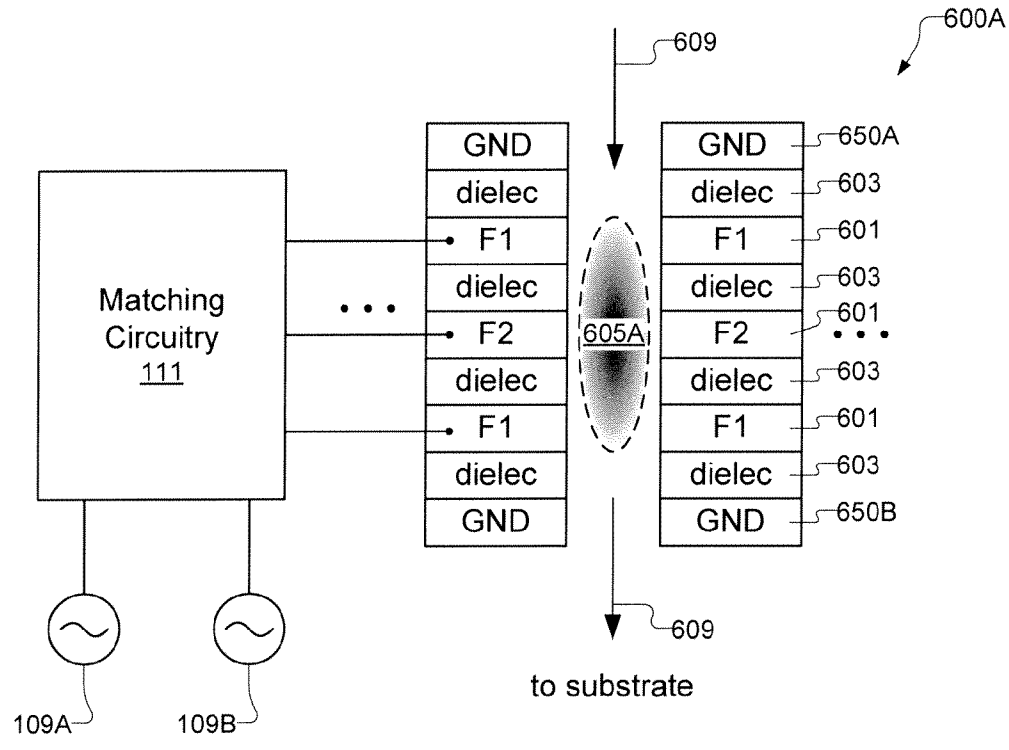 600A
609
GND GND 650A
dielec dielec 603
F1 F1 601
dielec dielec 603
Matching
Circuitry
111
F2 605A F2 601
dielec dielec 603
F1 F1 601
dielec dielec 603
GND GND 650B
609
to substrate
109A 109B